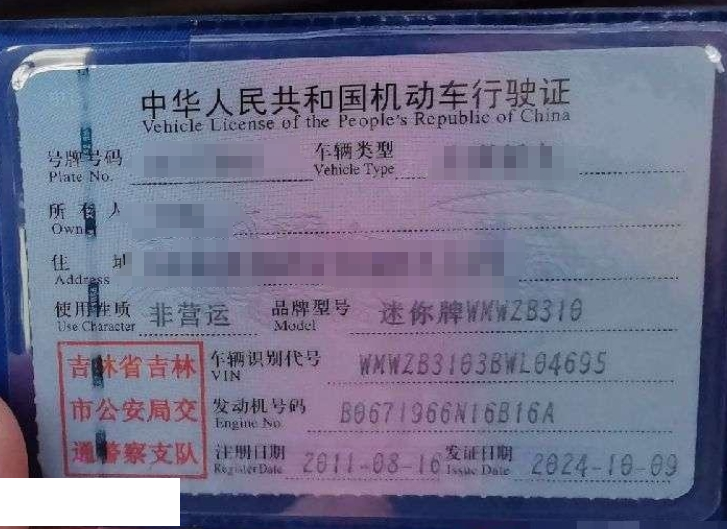 中华人民共和国机动车行驶证
Vehicle License of the People's Republic of China
号牌号码 车辆类型
Plate No. Vehicle Type
所有人
Owner
住址
Address
使用性质 非营运 品牌型号 迷你牌WMWZB310
Use Character Model
吉林省吉林 车辆识别代号 WMWZB3103BWL04695
VIN
市公安局交 发动机号码 B0671966N16B16A
Engine No.
通警察支队 注册日期 2011-08-16 发证日期 2024-10-09
Register Date Issue Date